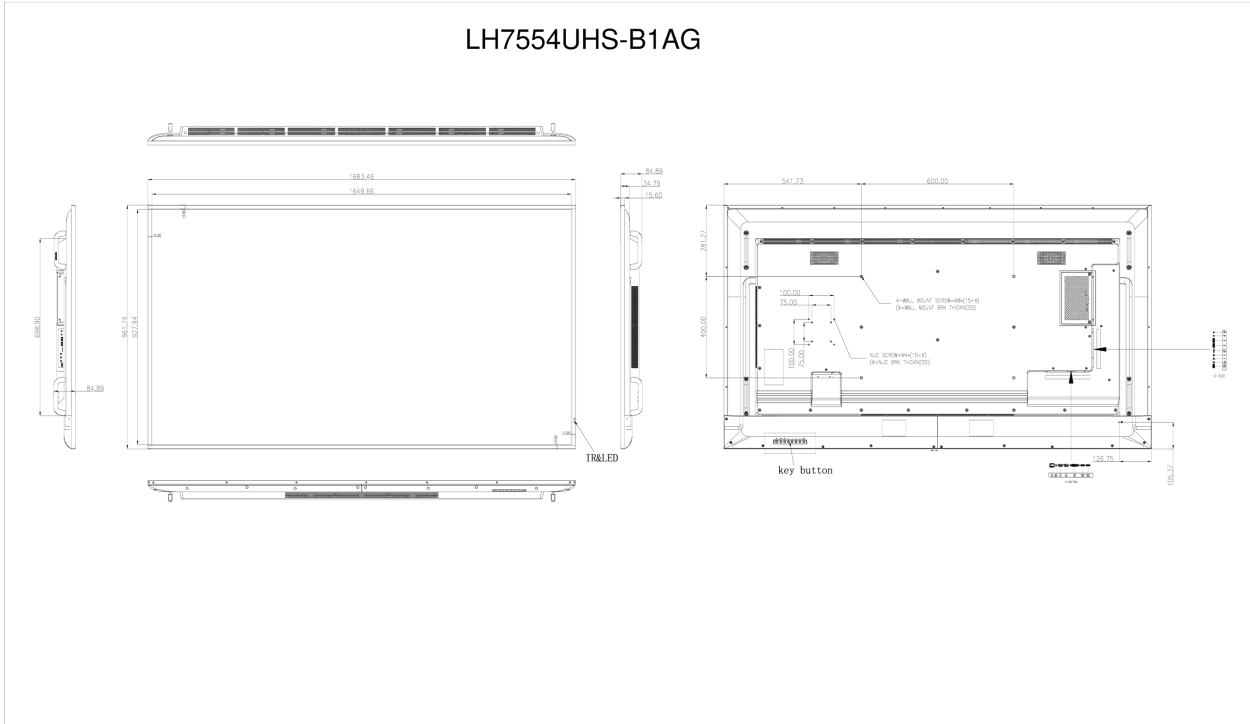 LH7554UHS-B1AG
1683.46
1649.66
84.89
34.79
15.60
541.73
600.00
281.27
400.00
100.00
75.00
100.00
75.00
4-WALL MOUNT SCREW=M8*(15+X)
(X=WALL MOUNT BRK THICKNESS)
NUC SCREW=M4*(10+X)
(X=NUC BRK THICKNESS)
698.90
961.74
927.94
84.89
IR&LED
key button
126.75
105.37